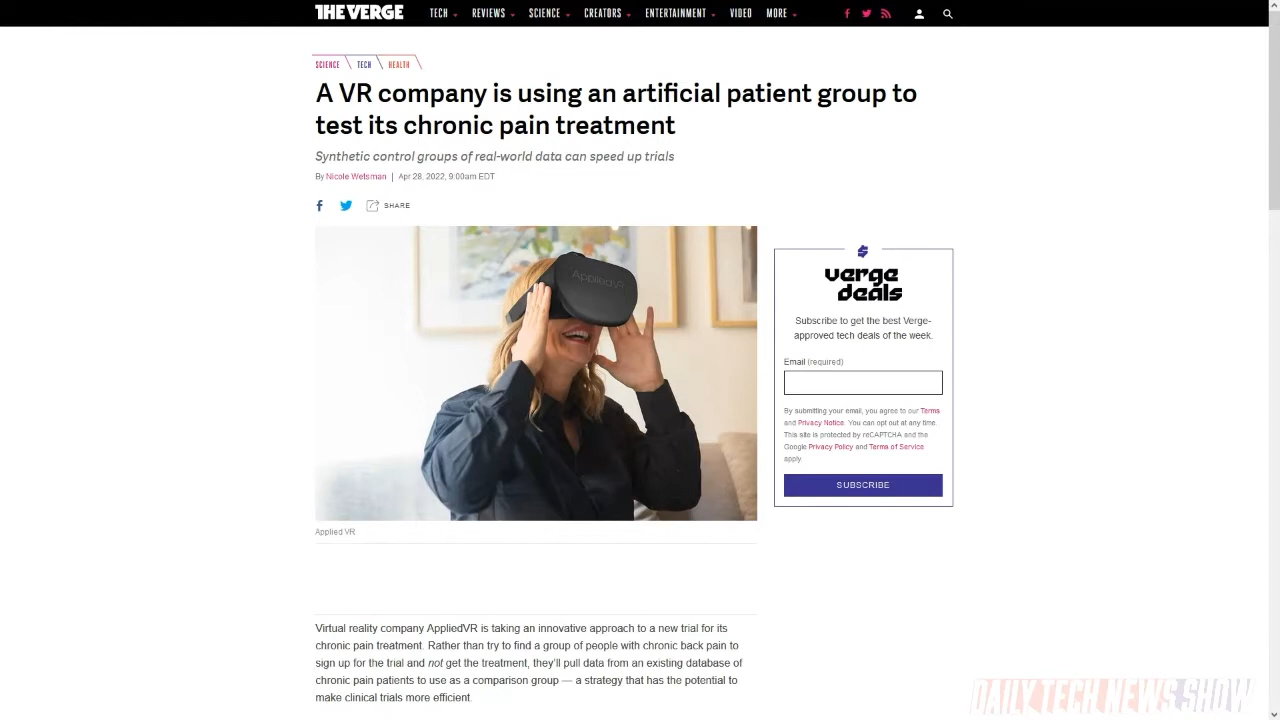 THE VERGE
TECH REVIEWS SCIENCE CREATORS ENTERTAINMENT VIDEO MORE
SCIENCE TECH HEALTH
A VR company is using an artificial patient group to
test its chronic pain treatment
Synthetic control groups of real-world data can speed up trials
By Nicole Wetsman | Apr 28, 2022, 9:00am EDT
SHARE
AppliedVR
Applied VR
verge
deals
Subscribe to get the best Verge-
approved tech deals of the week.
Email (required)
By submitting your email, you agree to our Terms
and Privacy Notice. You can opt out at any time.
This site is protected by reCAPTCHA and the
Google Privacy Policy and Terms of Service
apply.
SUBSCRIBE
Virtual reality company AppliedVR is taking an innovative approach to a new trial for its
chronic pain treatment. Rather than try to find a group of people with chronic back pain to
sign up for the trial and not get the treatment, they'll pull data from an existing database of
chronic pain patients to use as a comparison group — a strategy that has the potential to
make clinical trials more efficient.
DAILY TECH NEWS SHOW